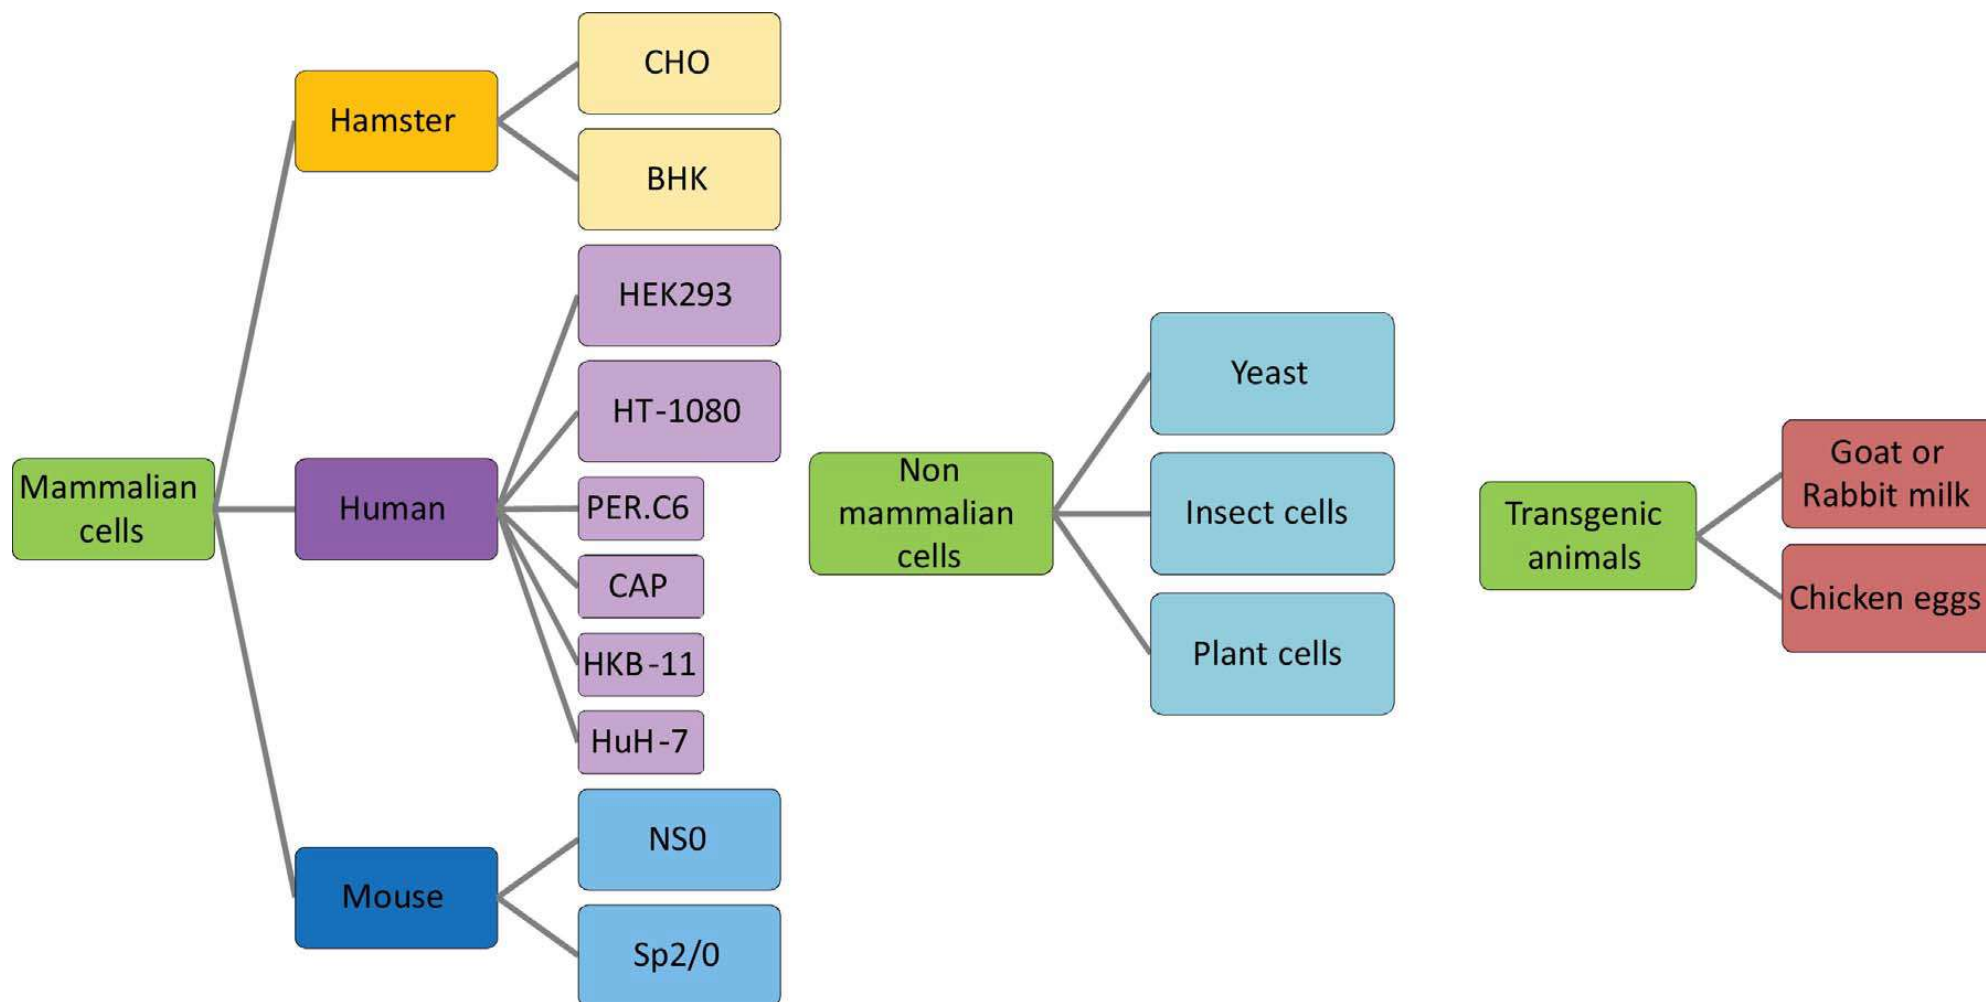 Mammalian
cells
Hamster
CHO
BHK
Human
HEK293
HT-1080
PER.C6
CAP
HKB-11
HuH-7
Mouse
NS0
Sp2/0
Non
mammalian
cells
Yeast
Insect cells
Plant cells
Transgenic
animals
Goat or
Rabbit milk
Chicken eggs